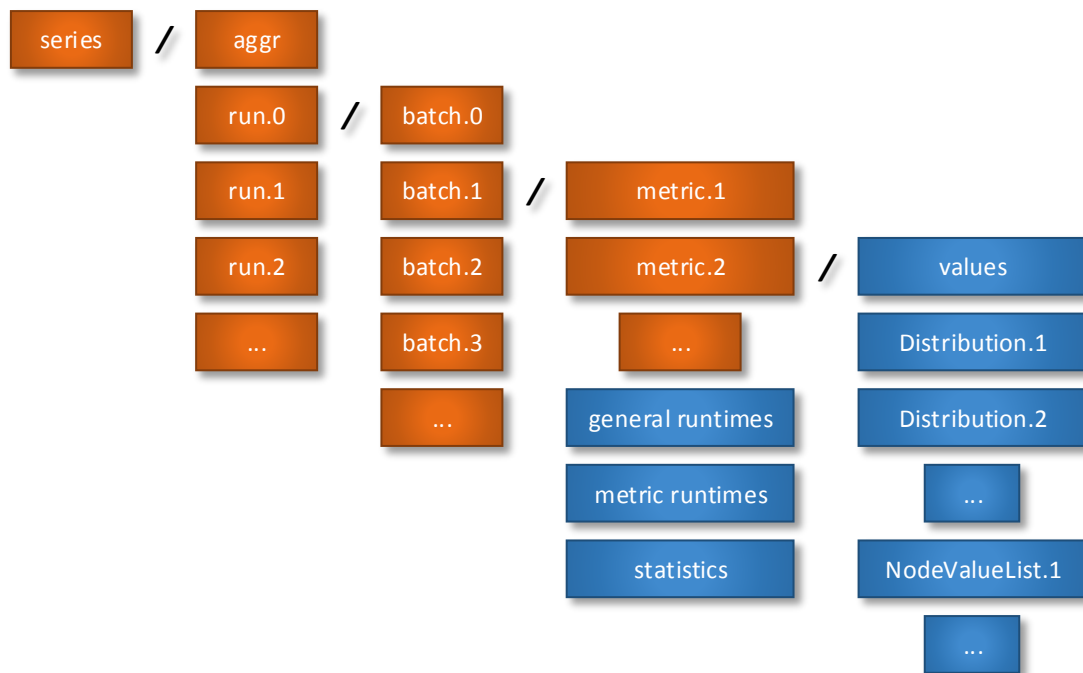 series / aggr
run.0 / batch.0
run.1 batch.1 / metric.1
run.2 batch.2 metric.2 / values
... batch.3 ... Distribution.1
... general runtimes Distribution.2
metric runtimes ...
statistics NodeValueList.1
...